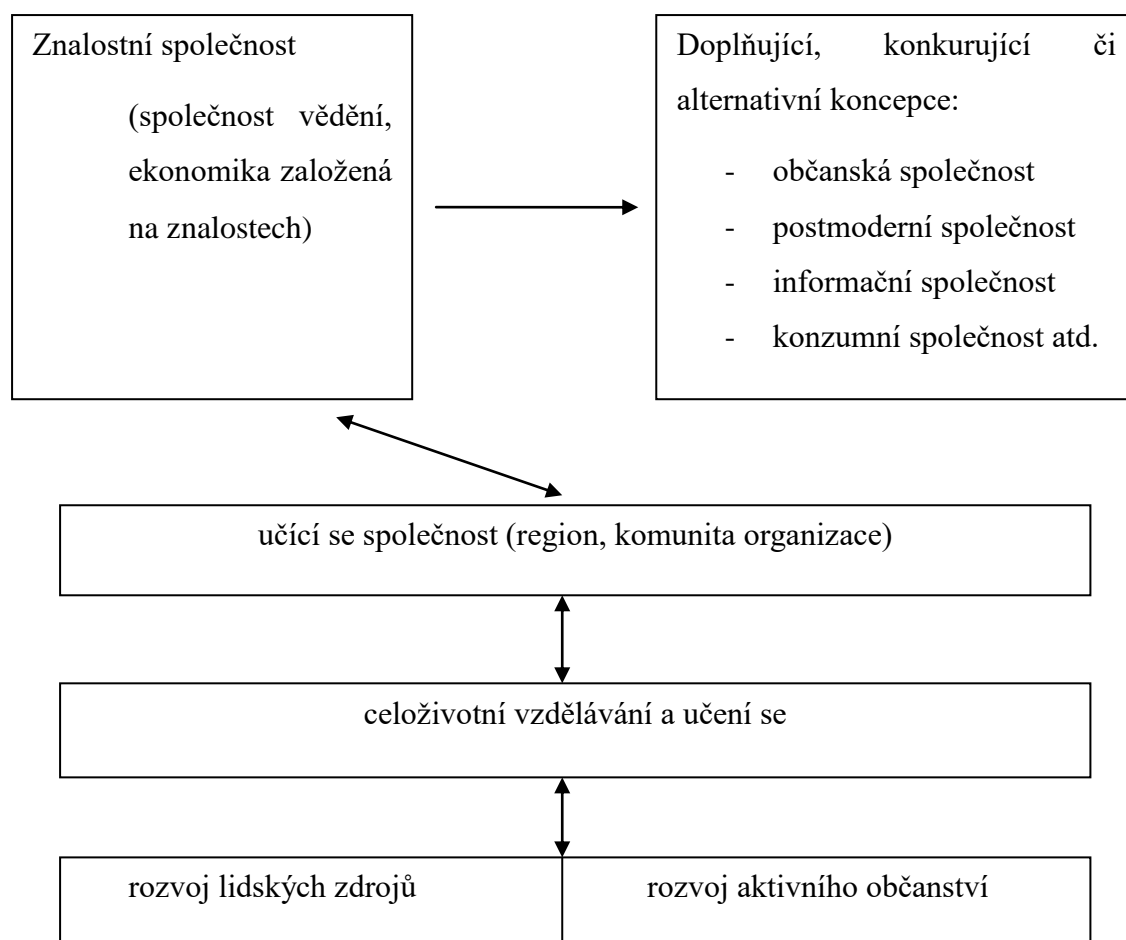 Znalostní společnost
(společnost vědění,
ekonomika založená
na znalostech)
Doplňující, konkurující či
alternativní koncepce:
- občanská společnost
- postmoderní společnost
- informační společnost
- konzumní společnost atd.
učící se společnost (region, komunita organizace)
celoživotní vzdělávání a učení se
rozvoj lidských zdrojů
rozvoj aktivního občanství